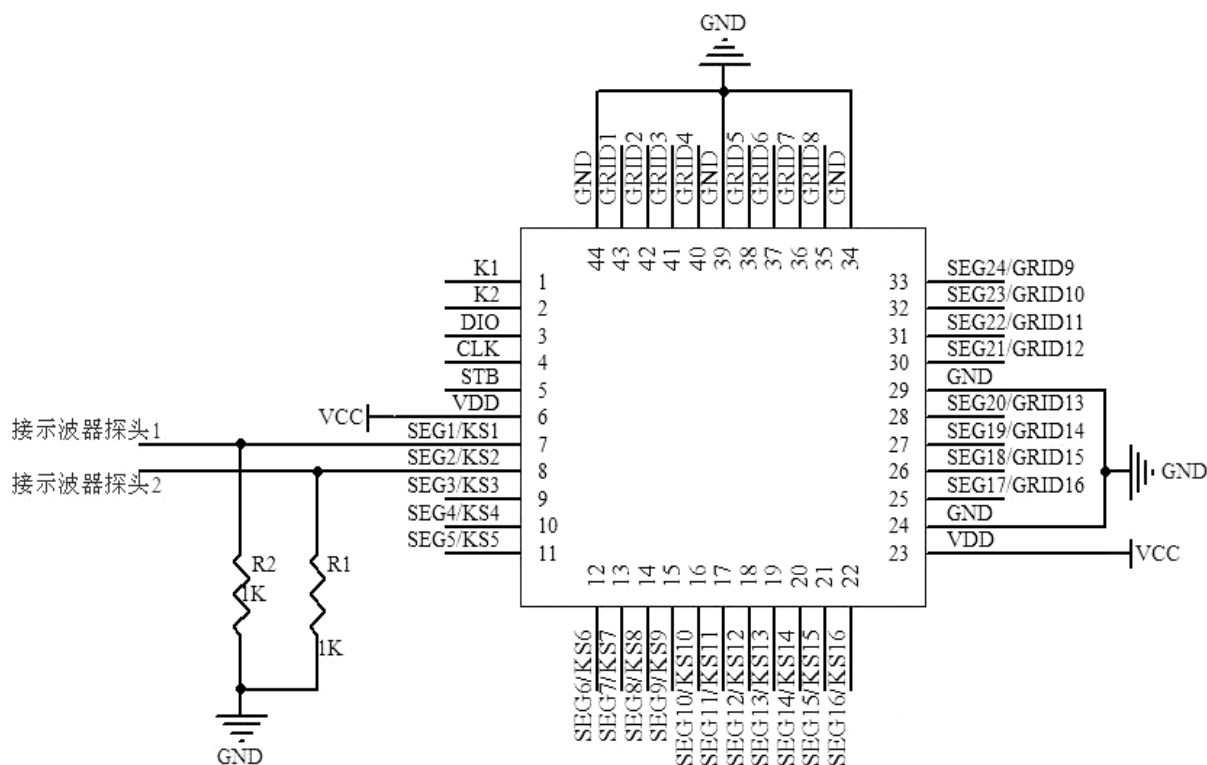 GND
GND
GRID1
GRID2
GRID3
GRID4
GND
GRID5
GRID6
GRID7
GRID8
GND
44
43
42
41
40
39
38
37
36
35
34
K1 1
K2 2
DIO 3
CLK 4
STB 5
VCC VDD 6
接示波器探头1 SEG1/KS1 7
接示波器探头2 SEG2/KS2 8
SEG3/KS3 9
SEG4/KS4 10
SEG5/KS5 11
33 SEG24/GRID9
32 SEG23/GRID10
31 SEG22/GRID11
30 SEG21/GRID12
29 GND
28 SEG20/GRID13
27 SEG19/GRID14
26 SEG18/GRID15
25 SEG17/GRID16
24 GND
23 VDD VCC
GND
R2
1K
R1
1K
GND
12
13
14
15
16
17
18
19
20
21
22
SEG6/KS6
SEG7/KS7
SEG8/KS8
SEG9/KS9
SEG10/KS10
SEG11/KS11
SEG12/KS12
SEG13/KS13
SEG14/KS14
SEG15/KS15
SEG16/KS16